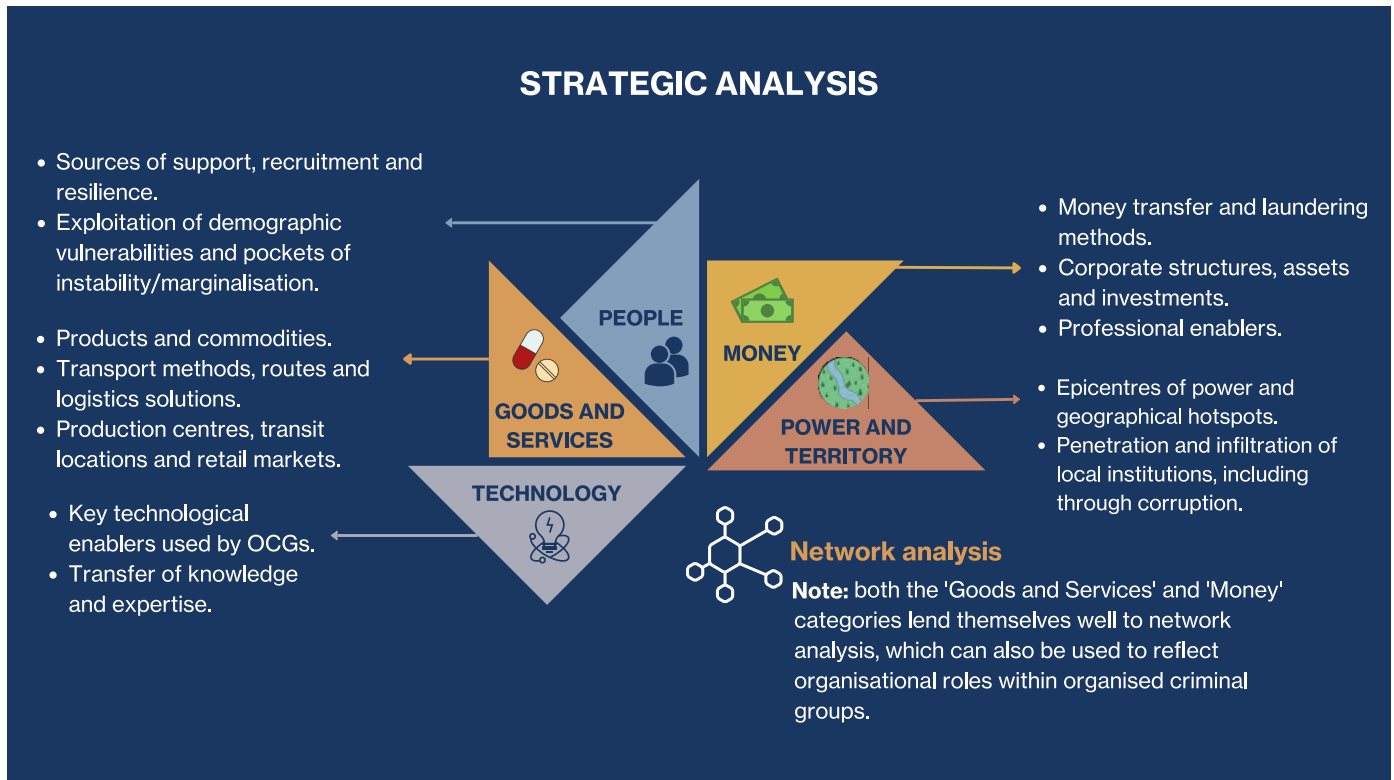 STRATEGIC ANALYSIS
• Sources of support, recruitment and
resilience.
• Exploitation of demographic
vulnerabilities and pockets of
instability/marginalisation.
• Products and commodities.
• Transport methods, routes and
logistics solutions.
• Production centres, transit
locations and retail markets.
• Key technological
enablers used by OCGs.
• Transfer of knowledge
and expertise.
PEOPLE
GOODS AND
SERVICES
TECHNOLOGY
MONEY
POWER AND
TERRITORY
• Money transfer and laundering
methods.
• Corporate structures, assets
and investments.
• Professional enablers.
• Epicentres of power and
geographical hotspots.
• Penetration and infiltration of
local institutions, including
through corruption.
Network analysis
Note: both the 'Goods and Services' and 'Money'
categories lend themselves well to network
analysis, which can also be used to reflect
organisational roles within organised criminal
groups.